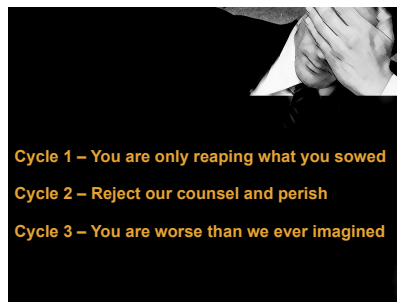 Cycle 1 – You are only reaping what you sowed
Cycle 2 – Reject our counsel and perish
Cycle 3 – You are worse than we ever imagined